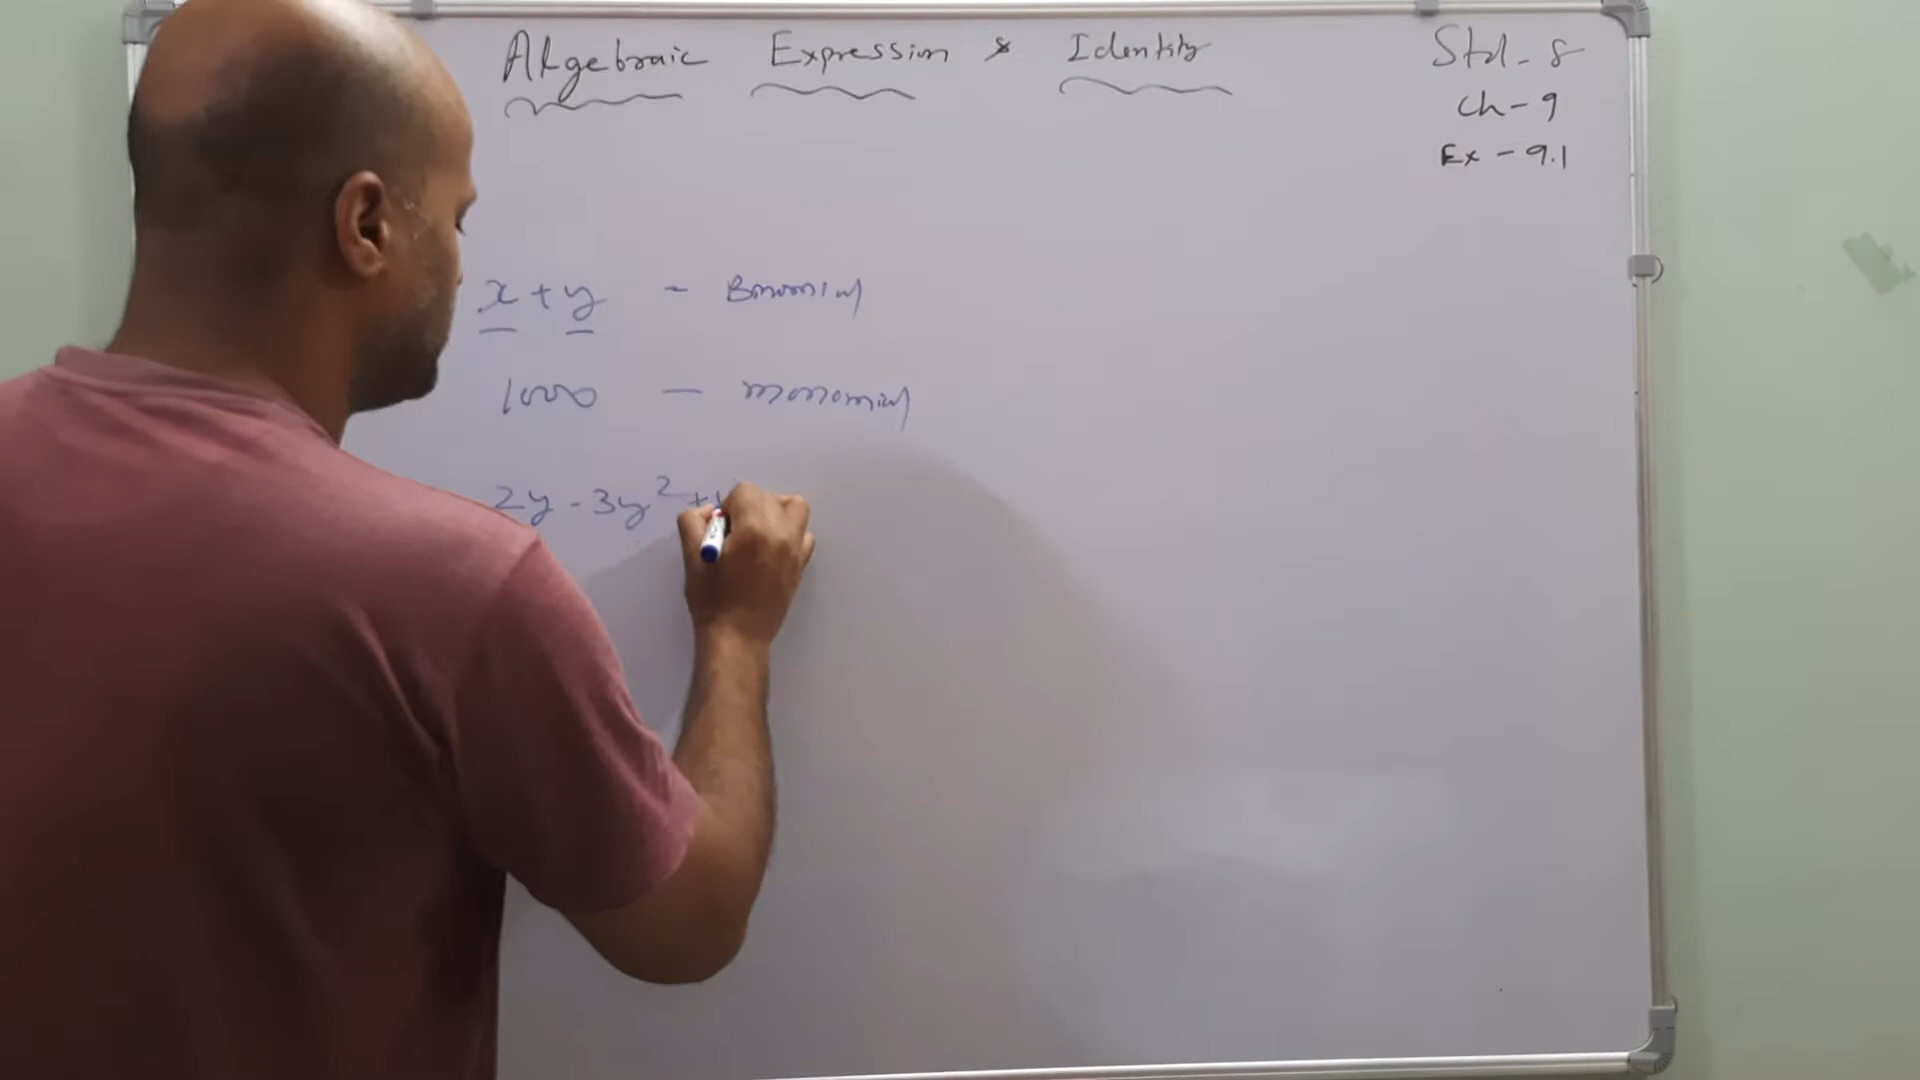 Algebraic Expression & Identity
Std - 8
Ch - 9
Ex - 9.1
x + y - Binomial
1000 - monomial
2y - 3y² +